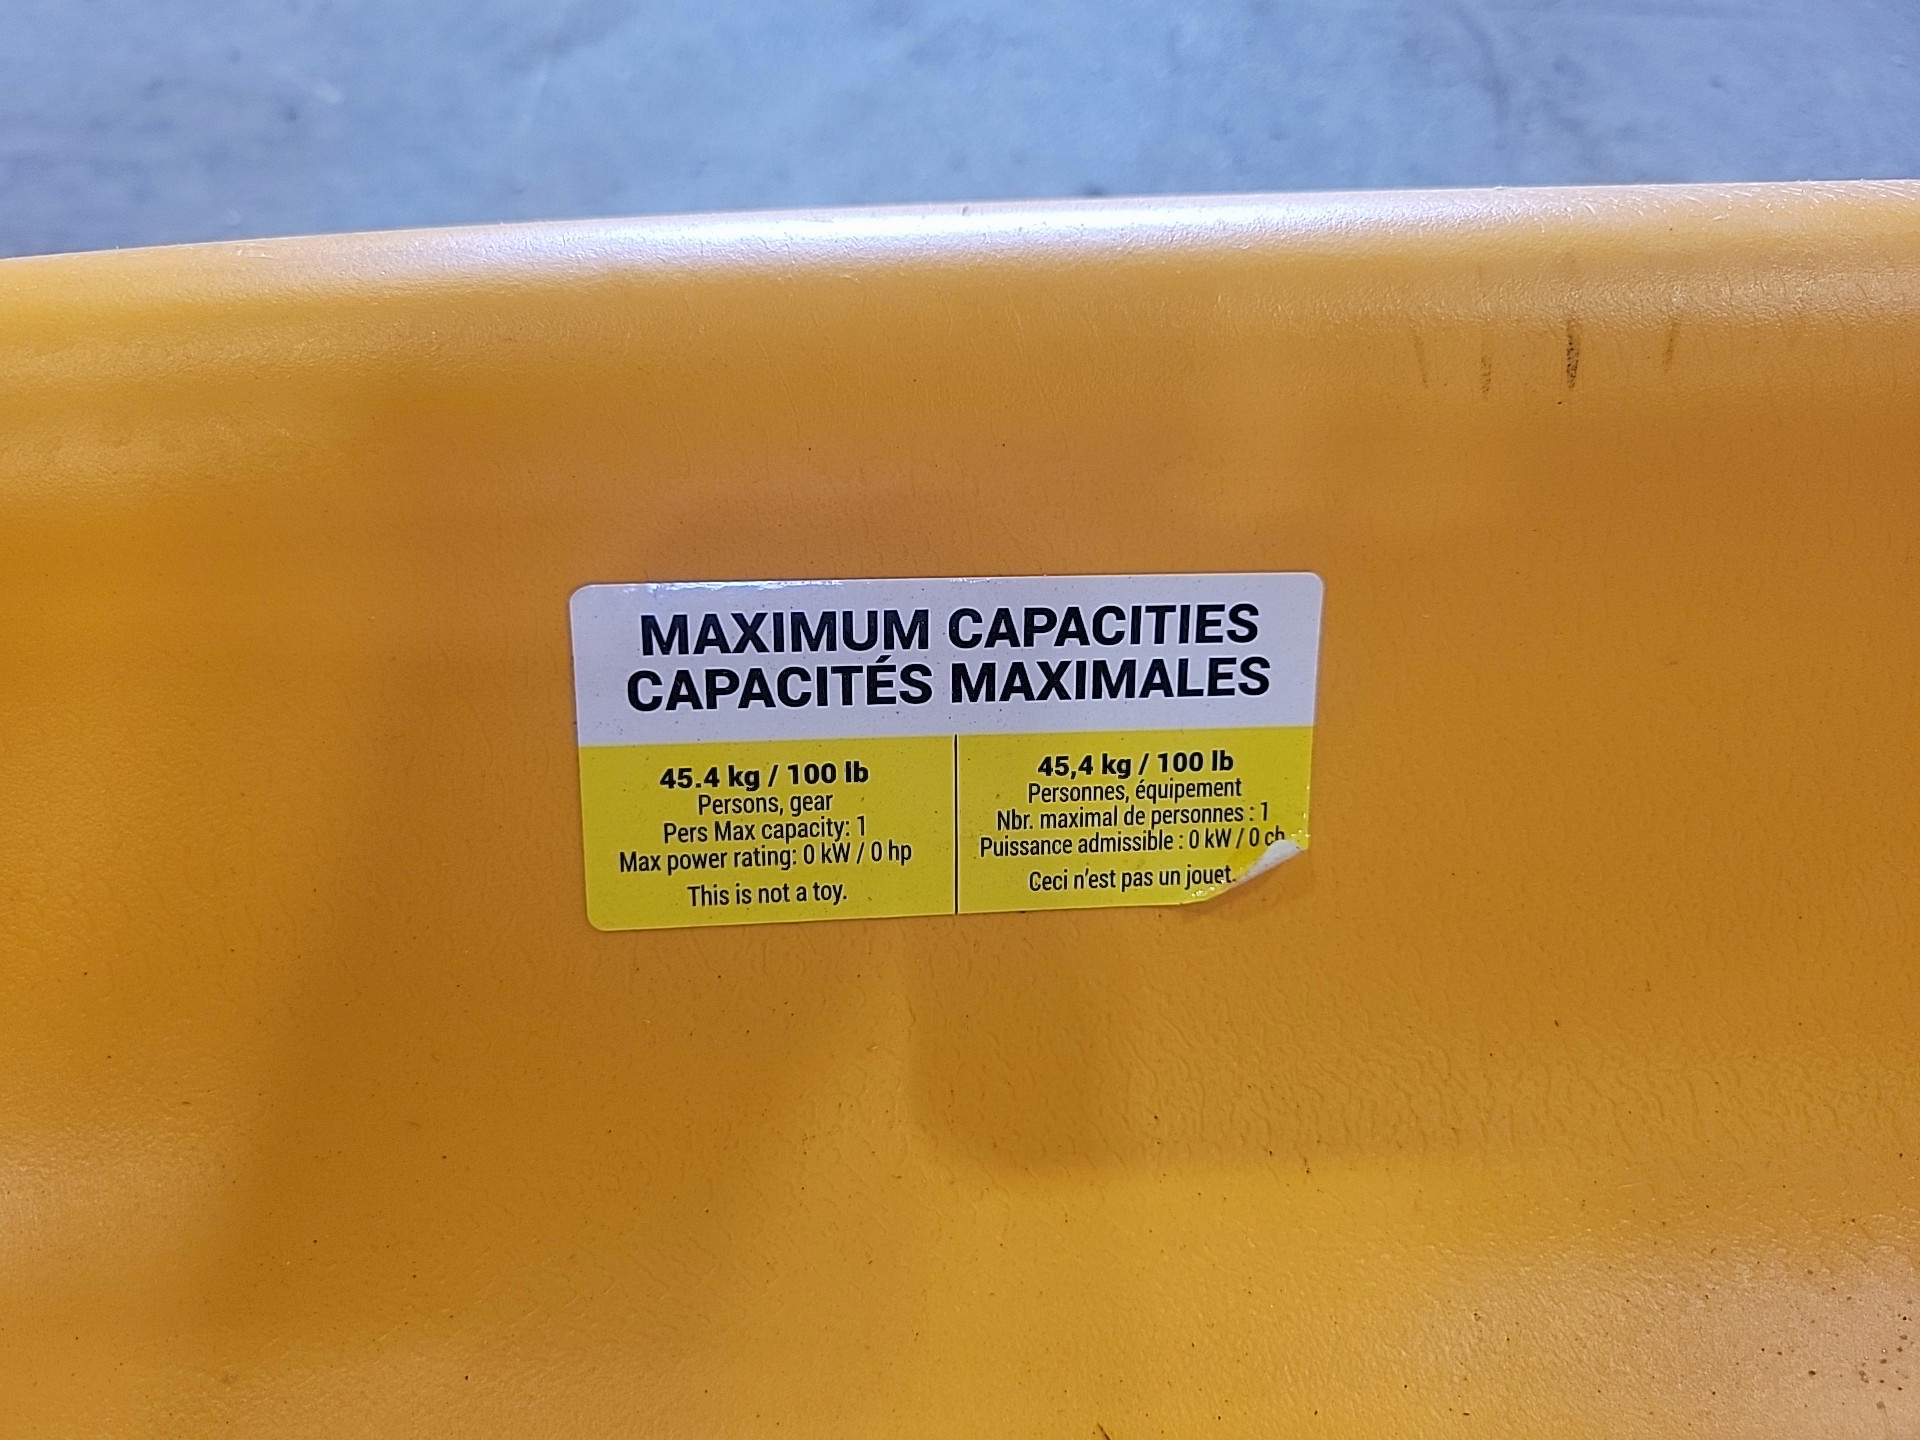 MAXIMUM CAPACITIES
CAPACITÉS MAXIMALES
45.4 kg / 100 lb
Persons, gear
Pers Max capacity: 1
Max power rating: 0 kW / 0 hp
This is not a toy.
45,4 kg / 100 lb
Personnes, équipement
Nbr. maximal de personnes : 1
Puissance admissible : 0 kW / 0 ch
Ceci n'est pas un jouet.